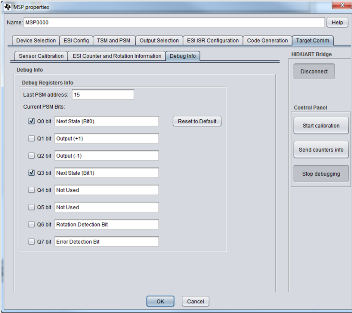 MSP properties
Name: MSP0000 Help
Device Selection ESI Config TSM and PSM Output Selection ESI ISR Configuration Code Generation Target Comm.
Sensor Calibration ESI Counter and Rotation Information Debug Info HID/UART Bridge
Debug Info Disconnect
Debug Registers Info
Last PSM address: 15
Current PSM Bits: Control Panel
Q0 bit Next State (Bit0) Reset to Default Start calibration
Q1 bit Output (+1)
Q2 bit Output (-1) Send counters info
Q3 bit Next State (Bit1) Stop debugging
Q4 bit Not Used
Q5 bit Not Used
Q6 bit Rotation Detection Bit
Q7 bit Error Detection Bit
OK Cancel